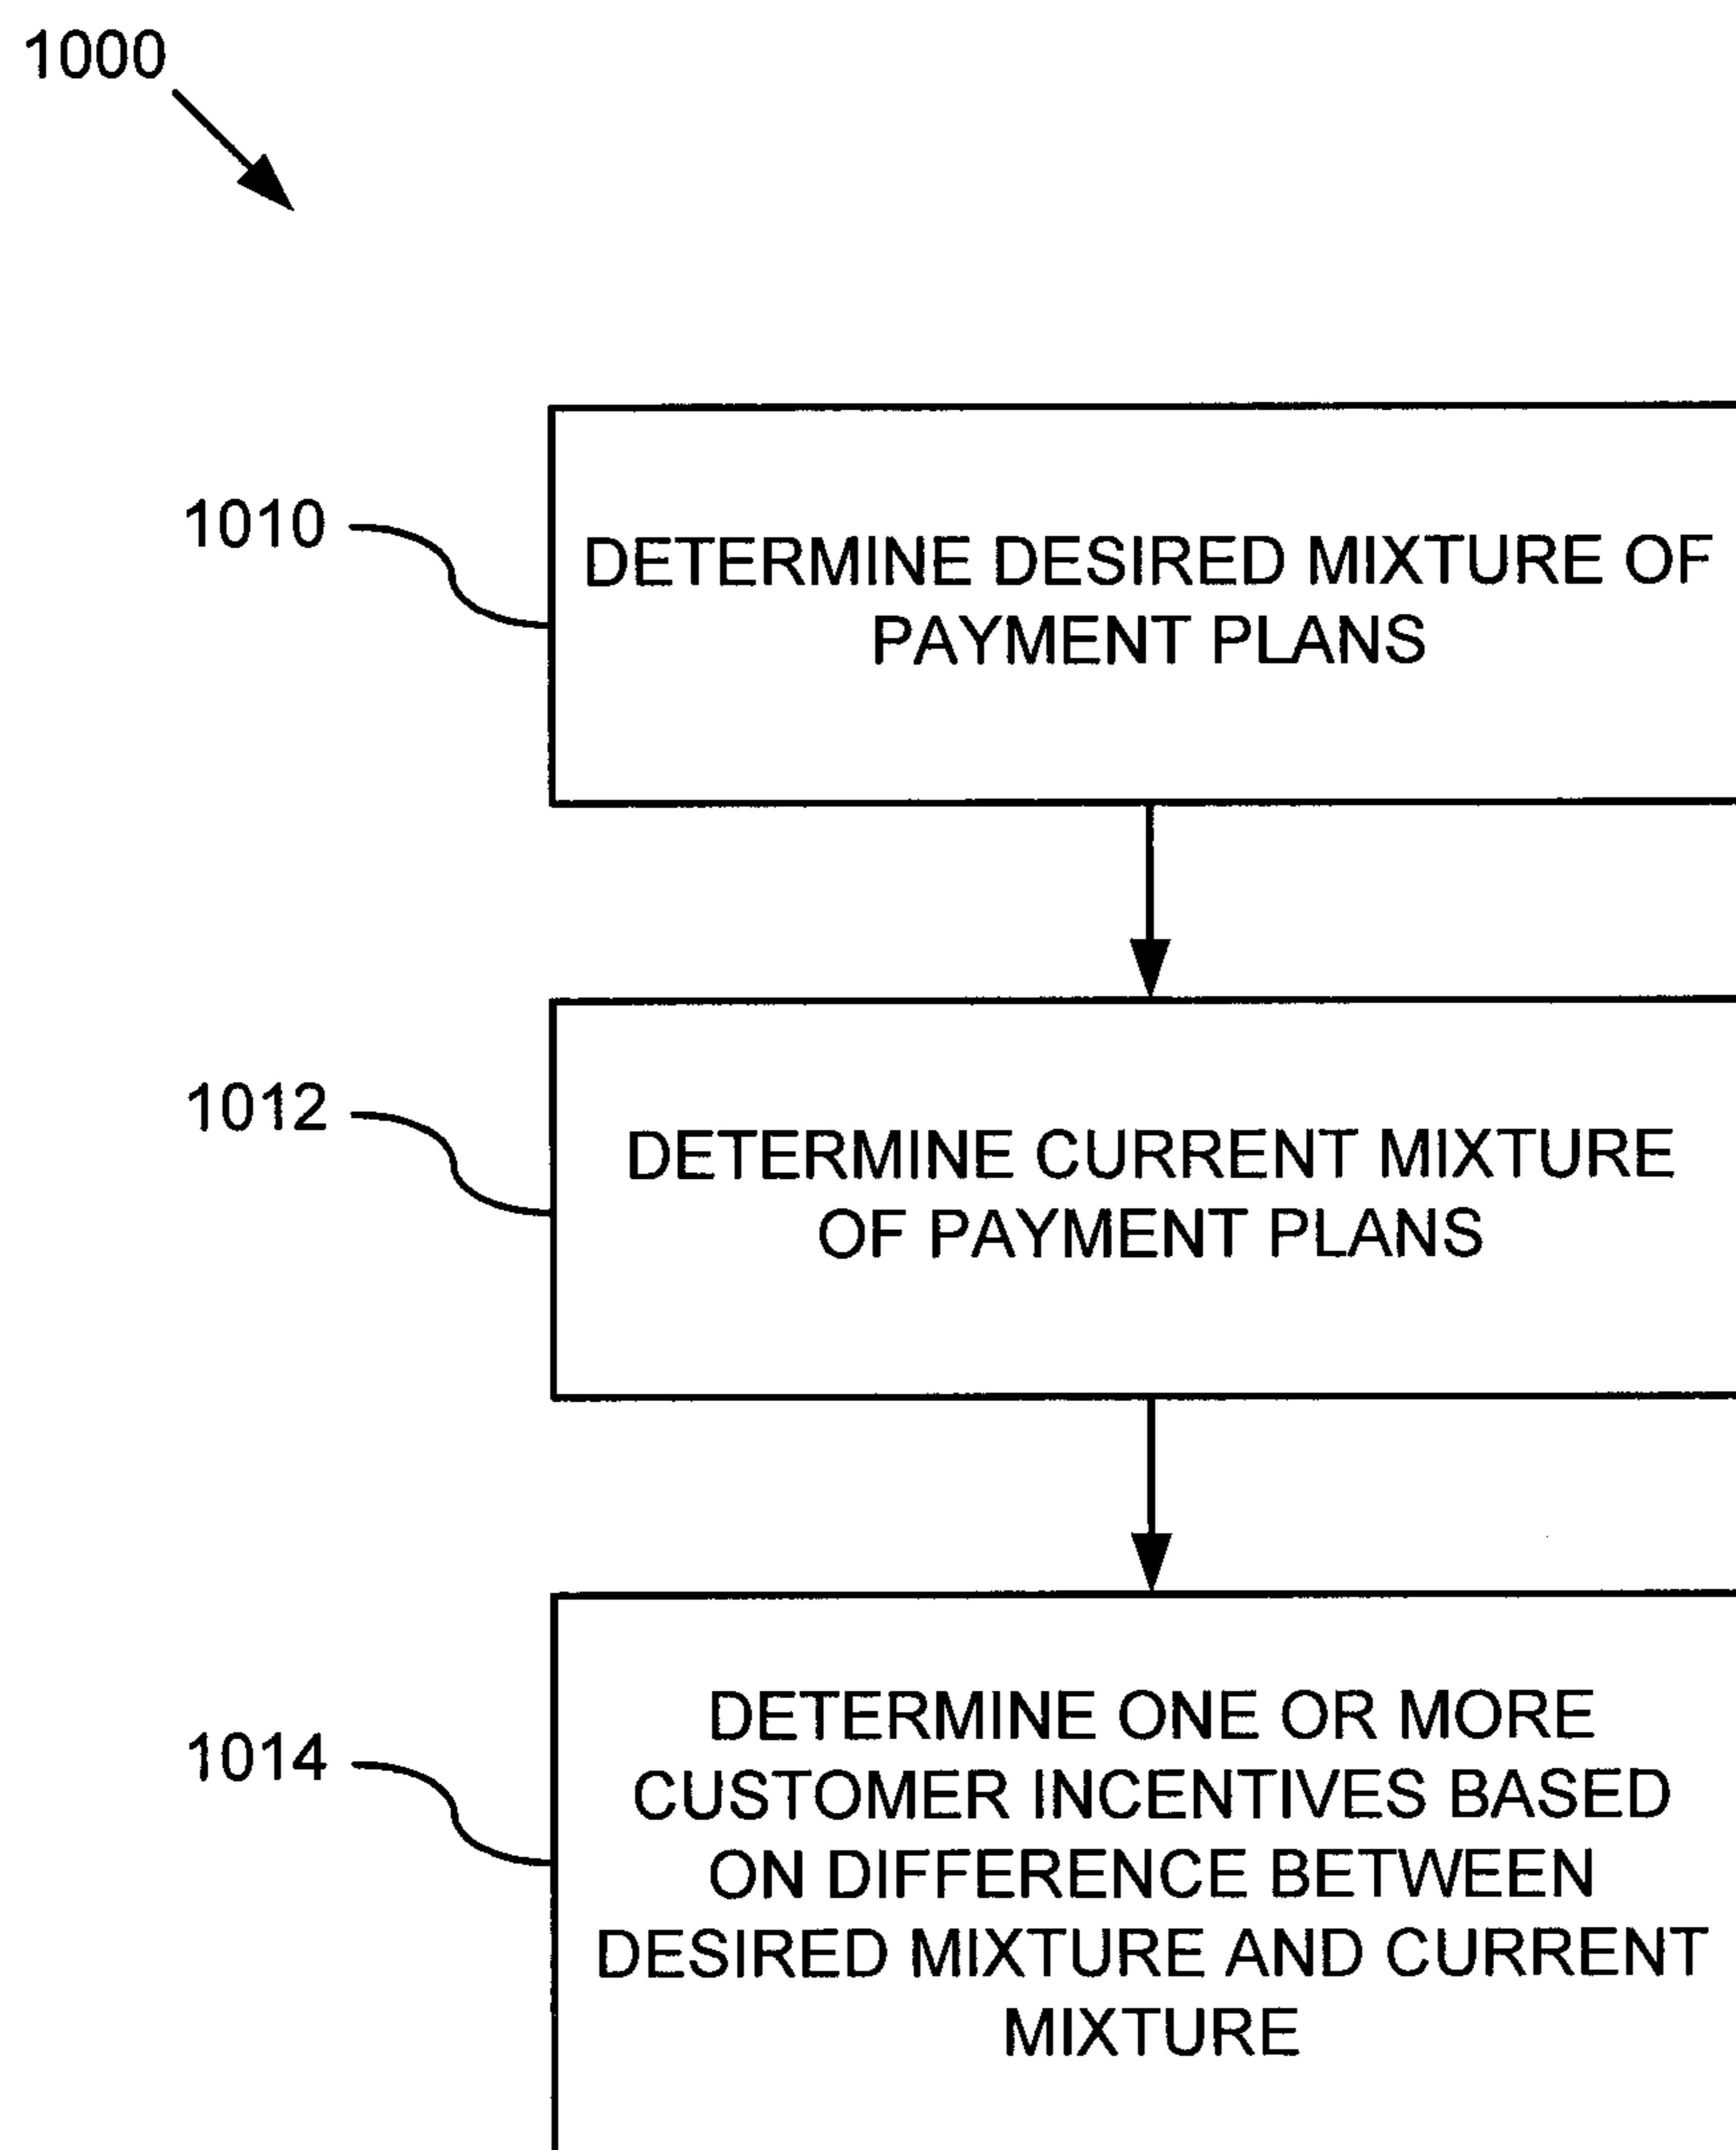 1000
1010
DETERMINE DESIRED MIXTURE OF
PAYMENT PLANS
1012
DETERMINE CURRENT MIXTURE
OF PAYMENT PLANS
1014
DETERMINE ONE OR MORE
CUSTOMER INCENTIVES BASED
ON DIFFERENCE BETWEEN
DESIRED MIXTURE AND CURRENT
MIXTURE